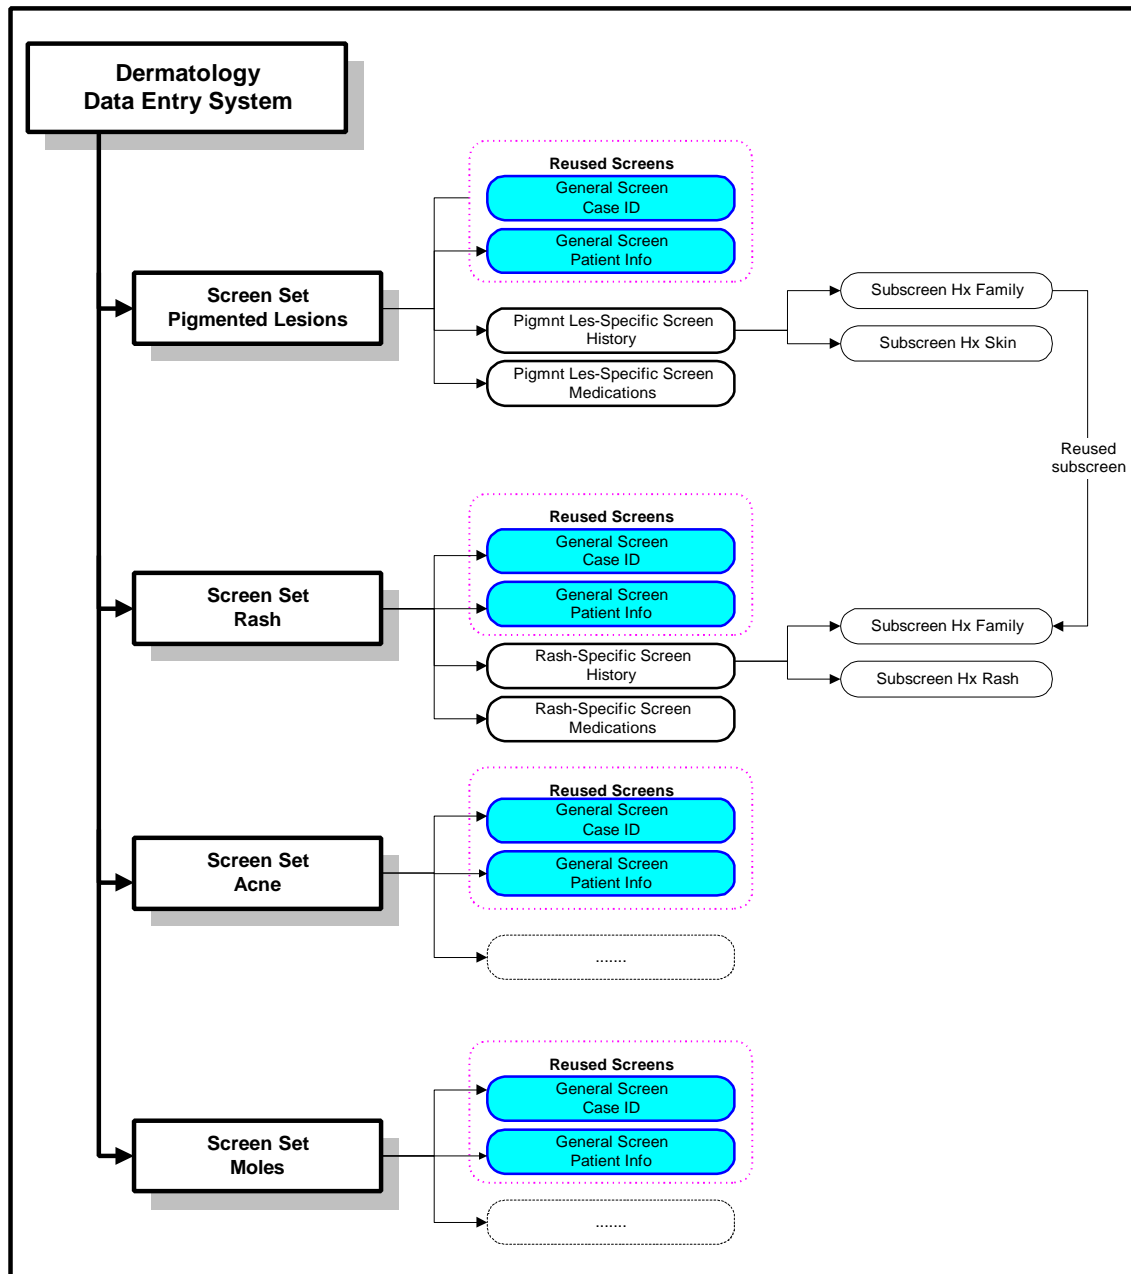 Dermatology
Data Entry System
Reused Screens
General Screen
Case ID
General Screen
Patient Info
Screen Set
Pigmented Lesions
Pigmnt Les-Specific Screen
History
Pigmnt Les-Specific Screen
Medications
Subscreen Hx Family
Subscreen Hx Skin
Reused
subscreen
Reused Screens
General Screen
Case ID
General Screen
Patient Info
Screen Set
Rash
Rash-Specific Screen
History
Rash-Specific Screen
Medications
Subscreen Hx Family
Subscreen Hx Rash
Reused Screens
General Screen
Case ID
General Screen
Patient Info
Screen Set
Acne
.......
Reused Screens
General Screen
Case ID
General Screen
Patient Info
Screen Set
Moles
.......